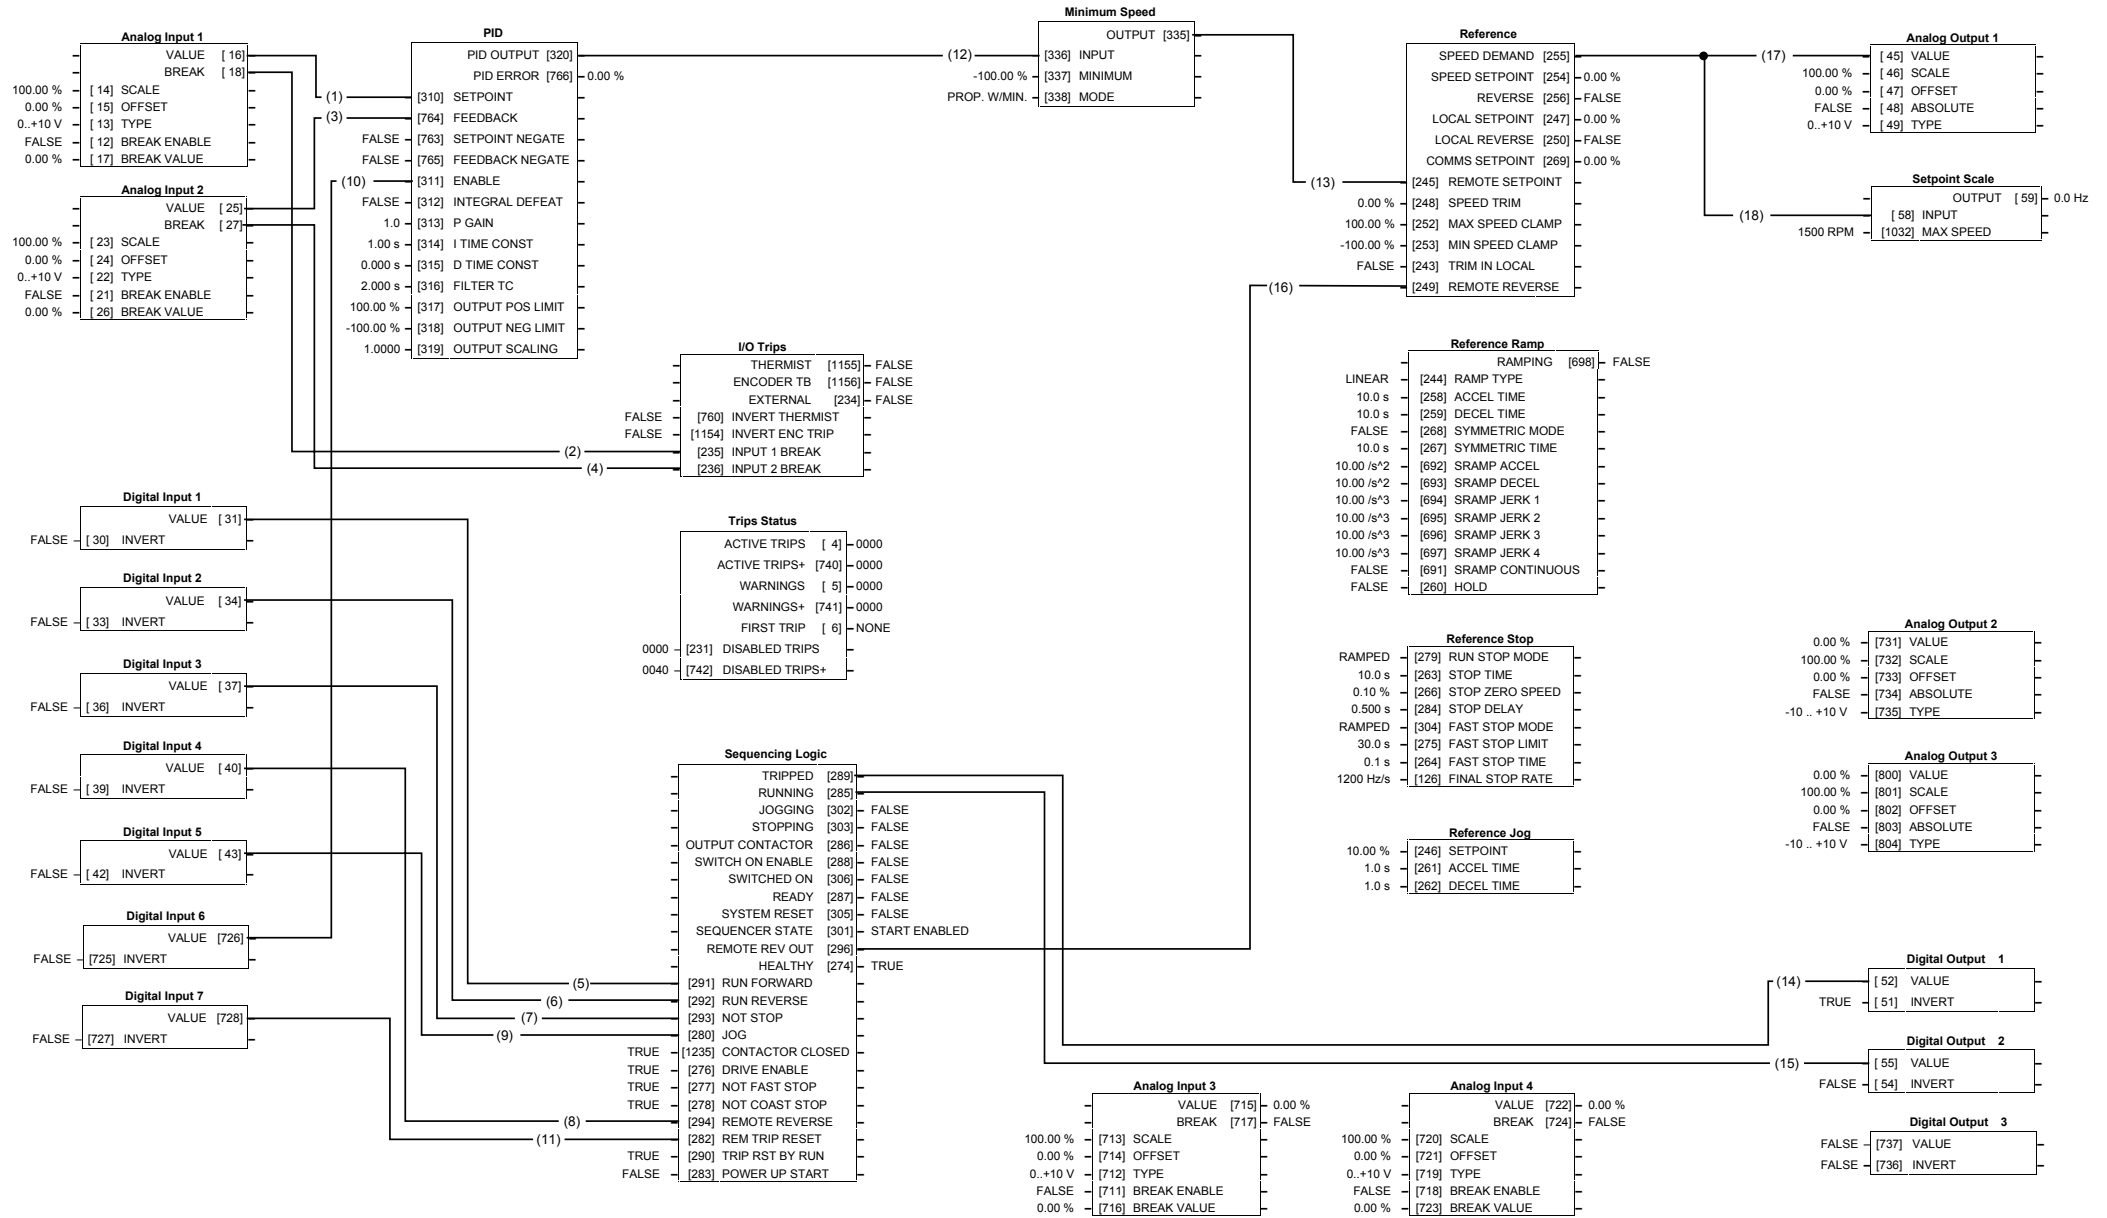 Analog Input 1
VALUE [ 16]
BREAK [ 18]
100.00 % [ 14] SCALE
0.00 % [ 15] OFFSET
0..+10 V [ 13] TYPE
FALSE [ 12] BREAK ENABLE
0.00 % [ 17] BREAK VALUE
Analog Input 2
VALUE [ 25]
BREAK [ 27]
100.00 % [ 23] SCALE
0.00 % [ 24] OFFSET
0..+10 V [ 22] TYPE
FALSE [ 21] BREAK ENABLE
0.00 % [ 26] BREAK VALUE
Digital Input 1
VALUE [ 31]
FALSE [ 30] INVERT
Digital Input 2
VALUE [ 34]
FALSE [ 33] INVERT
Digital Input 3
VALUE [ 37]
FALSE [ 36] INVERT
Digital Input 4
VALUE [ 40]
FALSE [ 39] INVERT
Digital Input 5
VALUE [ 43]
FALSE [ 42] INVERT
Digital Input 6
VALUE [726]
FALSE [725] INVERT
Digital Input 7
VALUE [728]
FALSE [727] INVERT
PID
PID OUTPUT [320]
PID ERROR [766] 0.00 %
(1) [310] SETPOINT
(3) [764] FEEDBACK
FALSE [763] SETPOINT NEGATE
FALSE [765] FEEDBACK NEGATE
(10) [311] ENABLE
FALSE [312] INTEGRAL DEFEAT
1.0 [313] P GAIN
1.00 s [314] I TIME CONST
0.000 s [315] D TIME CONST
2.000 s [316] FILTER TC
100.00 % [317] OUTPUT POS LIMIT
-100.00 % [318] OUTPUT NEG LIMIT
1.0000 [319] OUTPUT SCALING
I/O Trips
THERMIST [1155] FALSE
ENCODER TB [1156] FALSE
EXTERNAL [234] FALSE
FALSE [760] INVERT THERMIST
FALSE [1154] INVERT ENC TRIP
(2) [235] INPUT 1 BREAK
(4) [236] INPUT 2 BREAK
Trips Status
ACTIVE TRIPS [ 4] 0000
ACTIVE TRIPS+ [740] 0000
WARNINGS [ 5] 0000
WARNINGS+ [741] 0000
FIRST TRIP [ 6] NONE
0000 [231] DISABLED TRIPS
0040 [742] DISABLED TRIPS+
Sequencing Logic
TRIPPED [289]
RUNNING [285]
JOGGING [302] FALSE
STOPPING [303] FALSE
OUTPUT CONTACTOR [286] FALSE
SWITCH ON ENABLE [288] FALSE
SWITCHED ON [306] FALSE
READY [287] FALSE
SYSTEM RESET [305] FALSE
SEQUENCER STATE [301] START ENABLED
REMOTE REV OUT [296]
HEALTHY [274] TRUE
(5) [291] RUN FORWARD
(6) [292] RUN REVERSE
(7) [293] NOT STOP
(9) [280] JOG
TRUE [1235] CONTACTOR CLOSED
TRUE [276] DRIVE ENABLE
TRUE [277] NOT FAST STOP
TRUE [278] NOT COAST STOP
(8) [294] REMOTE REVERSE
(11) [282] REM TRIP RESET
TRUE [290] TRIP RST BY RUN
FALSE [283] POWER UP START
Minimum Speed
OUTPUT [335]
(12) [336] INPUT
-100.00 % [337] MINIMUM
PROP. W/MIN. [338] MODE
Reference
SPEED DEMAND [255]
SPEED SETPOINT [254] 0.00 %
REVERSE [256] FALSE
LOCAL SETPOINT [247] 0.00 %
LOCAL REVERSE [250] FALSE
COMMS SETPOINT [269] 0.00 %
(13) [245] REMOTE SETPOINT
0.00 % [248] SPEED TRIM
100.00 % [252] MAX SPEED CLAMP
-100.00 % [253] MIN SPEED CLAMP
FALSE [243] TRIM IN LOCAL
(16) [249] REMOTE REVERSE
Reference Ramp
RAMPING [698] FALSE
LINEAR [244] RAMP TYPE
10.0 s [258] ACCEL TIME
10.0 s [259] DECEL TIME
FALSE [268] SYMMETRIC MODE
10.0 s [267] SYMMETRIC TIME
10.00 /s^2 [692] SRAMP ACCEL
10.00 /s^2 [693] SRAMP DECEL
10.00 /s^3 [694] SRAMP JERK 1
10.00 /s^3 [695] SRAMP JERK 2
10.00 /s^3 [696] SRAMP JERK 3
10.00 /s^3 [697] SRAMP JERK 4
FALSE [691] SRAMP CONTINUOUS
FALSE [260] HOLD
Reference Stop
RAMPED [279] RUN STOP MODE
10.0 s [263] STOP TIME
0.10 % [266] STOP ZERO SPEED
0.500 s [284] STOP DELAY
RAMPED [304] FAST STOP MODE
30.0 s [275] FAST STOP LIMIT
0.1 s [264] FAST STOP TIME
1200 Hz/s [126] FINAL STOP RATE
Reference Jog
10.00 % [246] SETPOINT
1.0 s [261] ACCEL TIME
1.0 s [262] DECEL TIME
Analog Input 3
VALUE [715] 0.00 %
BREAK [717] FALSE
100.00 % [713] SCALE
0.00 % [714] OFFSET
0..+10 V [712] TYPE
FALSE [711] BREAK ENABLE
0.00 % [716] BREAK VALUE
Analog Input 4
VALUE [722] 0.00 %
BREAK [724] FALSE
100.00 % [720] SCALE
0.00 % [721] OFFSET
0..+10 V [719] TYPE
FALSE [718] BREAK ENABLE
0.00 % [723] BREAK VALUE
Analog Output 1
(17) [ 45] VALUE
100.00 % [ 46] SCALE
0.00 % [ 47] OFFSET
FALSE [ 48] ABSOLUTE
0..+10 V [ 49] TYPE
Setpoint Scale
OUTPUT [ 59] 0.0 Hz
(18) [ 58] INPUT
1500 RPM [1032] MAX SPEED
Analog Output 2
0.00 % [731] VALUE
100.00 % [732] SCALE
0.00 % [733] OFFSET
FALSE [734] ABSOLUTE
-10 .. +10 V [735] TYPE
Analog Output 3
0.00 % [800] VALUE
100.00 % [801] SCALE
0.00 % [802] OFFSET
FALSE [803] ABSOLUTE
-10 .. +10 V [804] TYPE
Digital Output 1
(14) [ 52] VALUE
TRUE [ 51] INVERT
Digital Output 2
(15) [ 55] VALUE
FALSE [ 54] INVERT
Digital Output 3
FALSE [737] VALUE
FALSE [736] INVERT